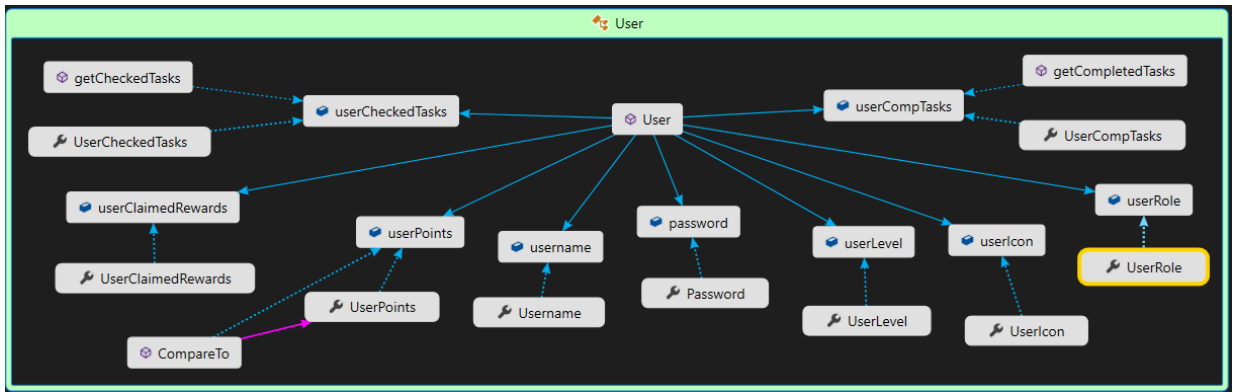 User
getCheckedTasks
getCompletedTasks
userCheckedTasks
User
userCompTasks
UserCheckedTasks
UserCompTasks
userClaimedRewards
userPoints
username
password
userLevel
userIcon
userRole
UserClaimedRewards
UserPoints
Username
Password
UserLevel
UserIcon
UserRole
CompareTo